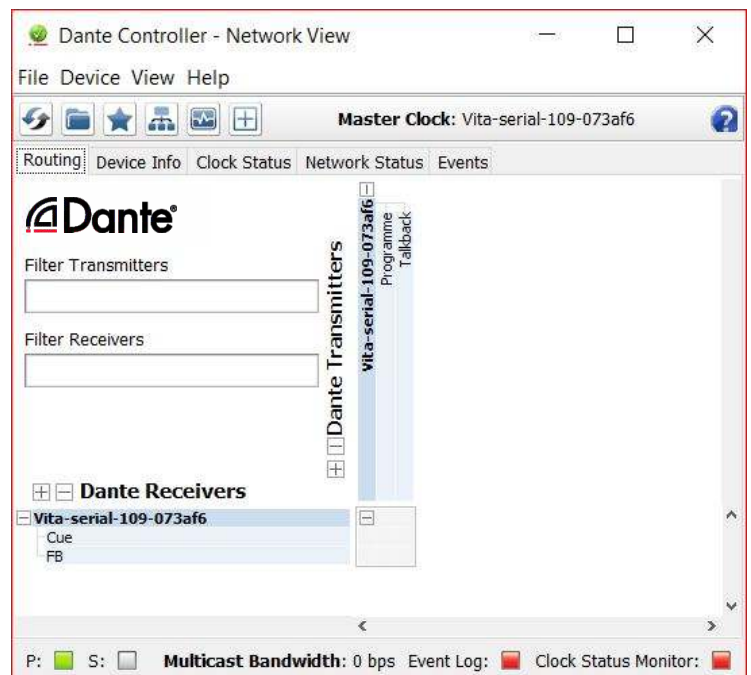 Dante Controller - Network View
File Device View Help
Master Clock: Vita-serial-109-073af6
Routing Device Info Clock Status Network Status Events
Dante®
Filter Transmitters
Filter Receivers
Dante Transmitters
Vita-serial-109-073af6
Programme
Talkback
Dante Receivers
Vita-serial-109-073af6
Cue
FB
P: S: Multicast Bandwidth: 0 bps Event Log: Clock Status Monitor: